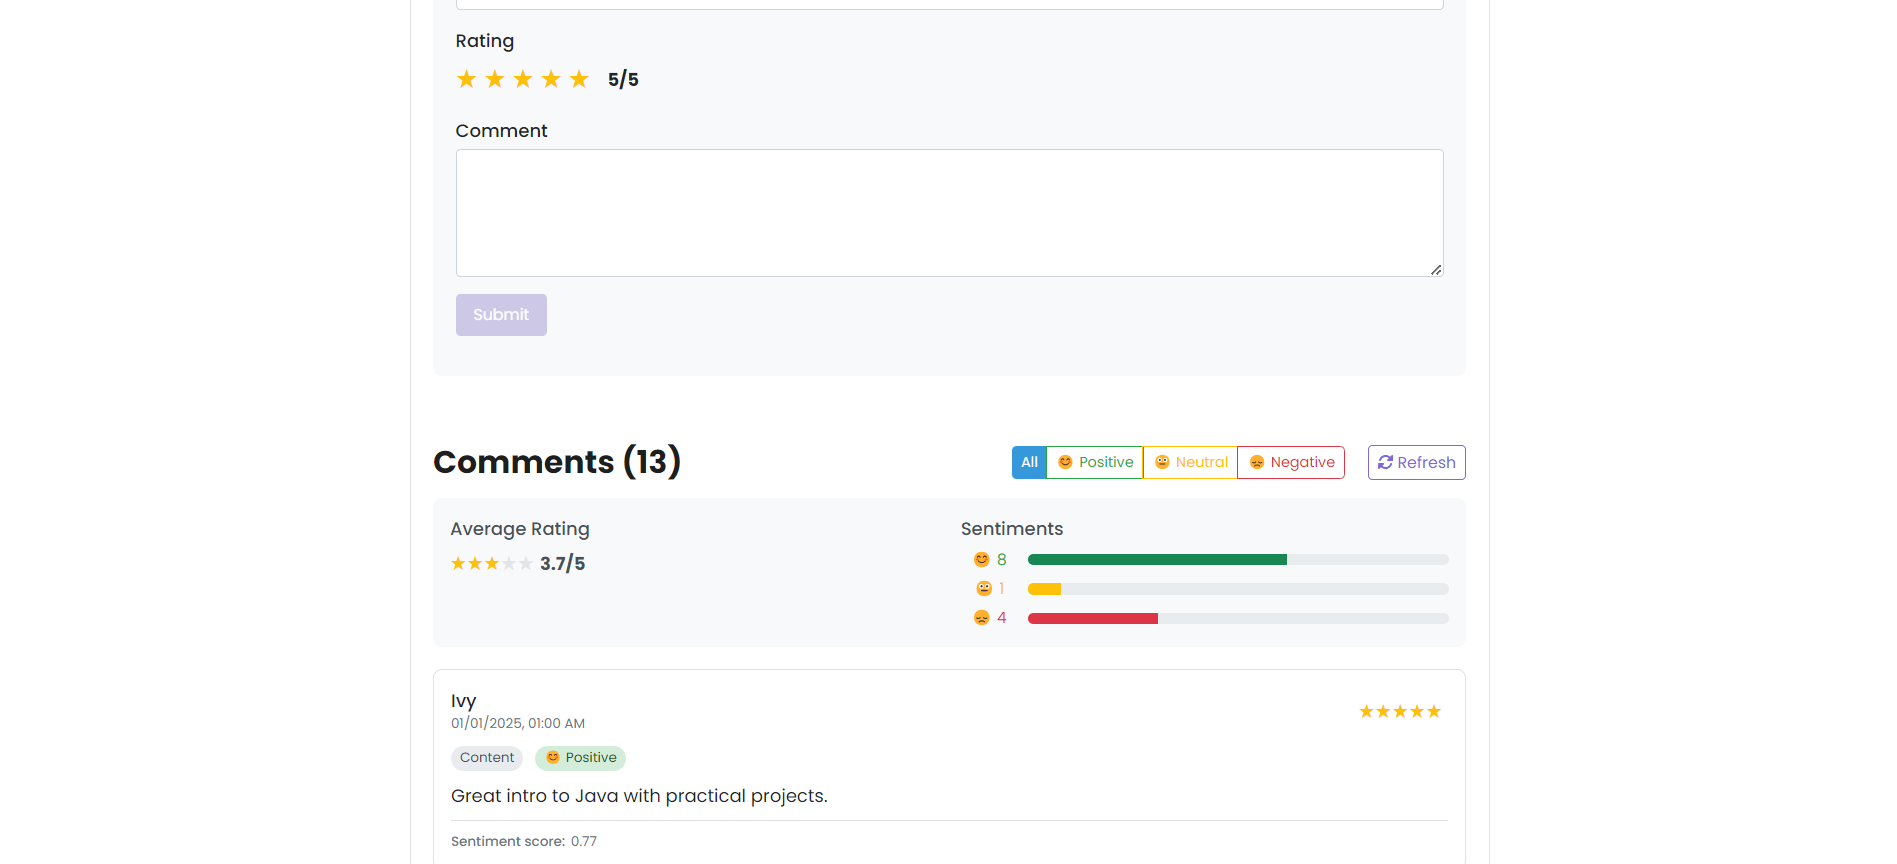 Rating
5/5
Comment
Submit
Comments (13)
All
Positive
Neutral
Negative
Refresh
Average Rating
3.7/5
Sentiments
8
1
4
Ivy
01/01/2025, 01:00 AM
Content
Positive
Great intro to Java with practical projects.
Sentiment score: 0.77